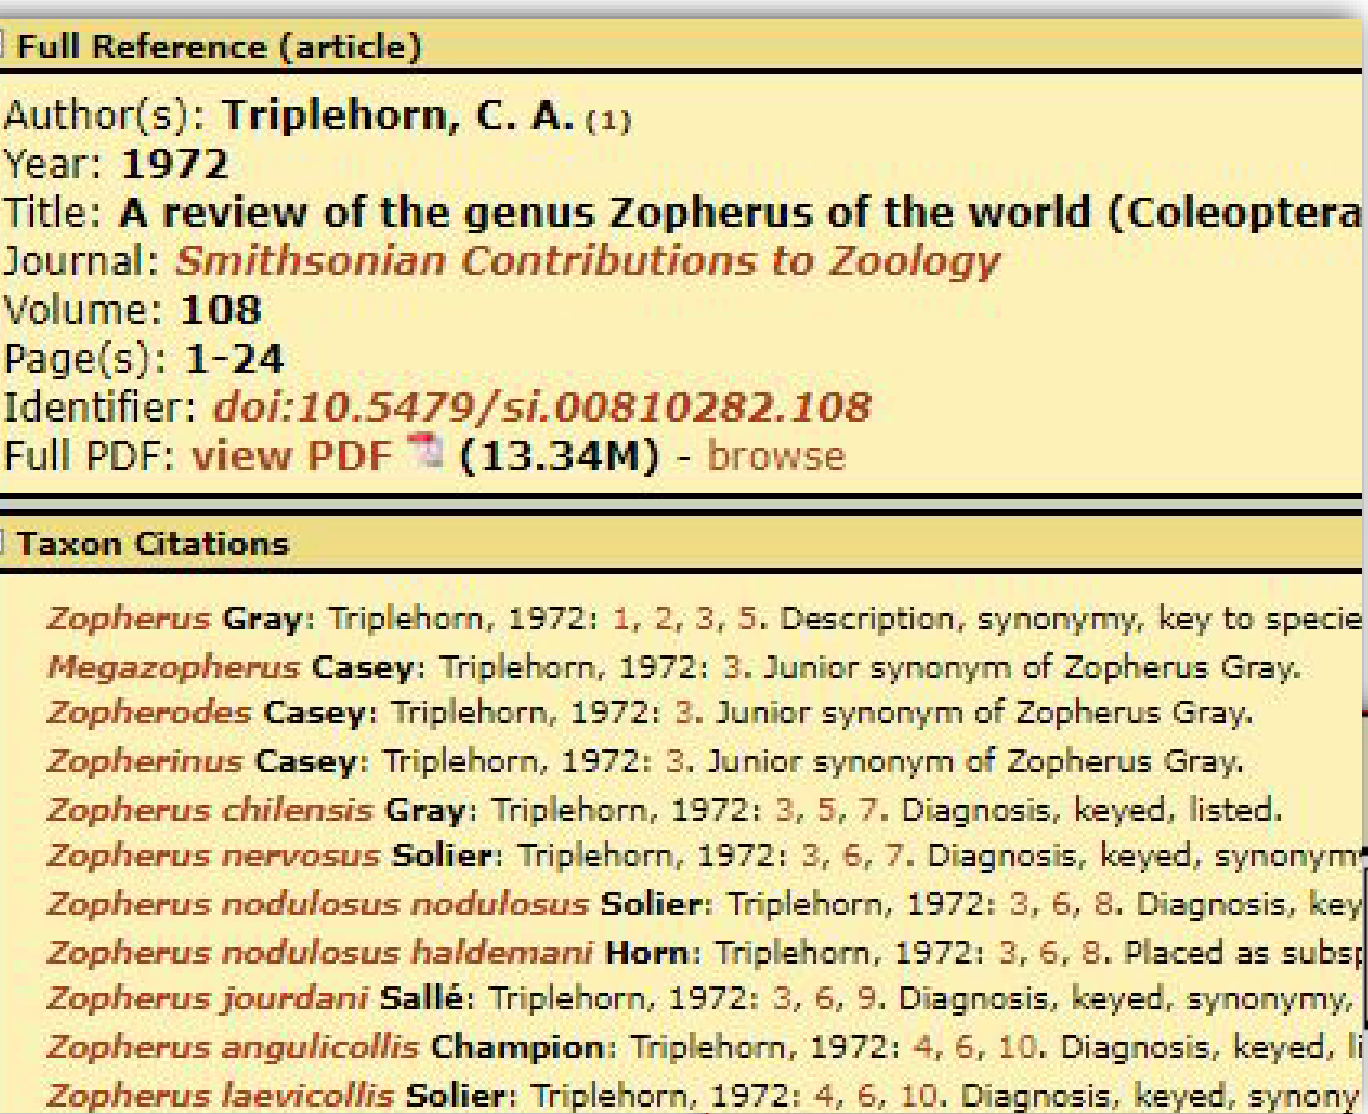 Full Reference (article)
Author(s): Triplehorn, C. A. (1)
Year: 1972
Title: A review of the genus Zopherus of the world (Coleoptera
Journal: Smithsonian Contributions to Zoology
Volume: 108
Page(s): 1-24
Identifier: doi:10.5479/si.00810282.108
Full PDF: view PDF (13.34M) - browse
Taxon Citations
Zopherus Gray: Triplehorn, 1972: 1, 2, 3, 5. Description, synonymy, key to specie
Megazopherus Casey: Triplehorn, 1972: 3. Junior synonym of Zopherus Gray.
Zopherodes Casey: Triplehorn, 1972: 3. Junior synonym of Zopherus Gray.
Zopherinus Casey: Triplehorn, 1972: 3. Junior synonym of Zopherus Gray.
Zopherus chilensis Gray: Triplehorn, 1972: 3, 5, 7. Diagnosis, keyed, listed.
Zopherus nervosus Solier: Triplehorn, 1972: 3, 6, 7. Diagnosis, keyed, synonym
Zopherus nodulosus nodulosus Solier: Triplehorn, 1972: 3, 6, 8. Diagnosis, key
Zopherus nodulosus haldemani Horn: Triplehorn, 1972: 3, 6, 8. Placed as subsp
Zopherus jourdani Sallé: Triplehorn, 1972: 3, 6, 9. Diagnosis, keyed, synonymy,
Zopherus angulicollis Champion: Triplehorn, 1972: 4, 6, 10. Diagnosis, keyed, li
Zopherus laevicollis Solier: Triplehorn, 1972: 4, 6, 10. Diagnosis, keyed, synony